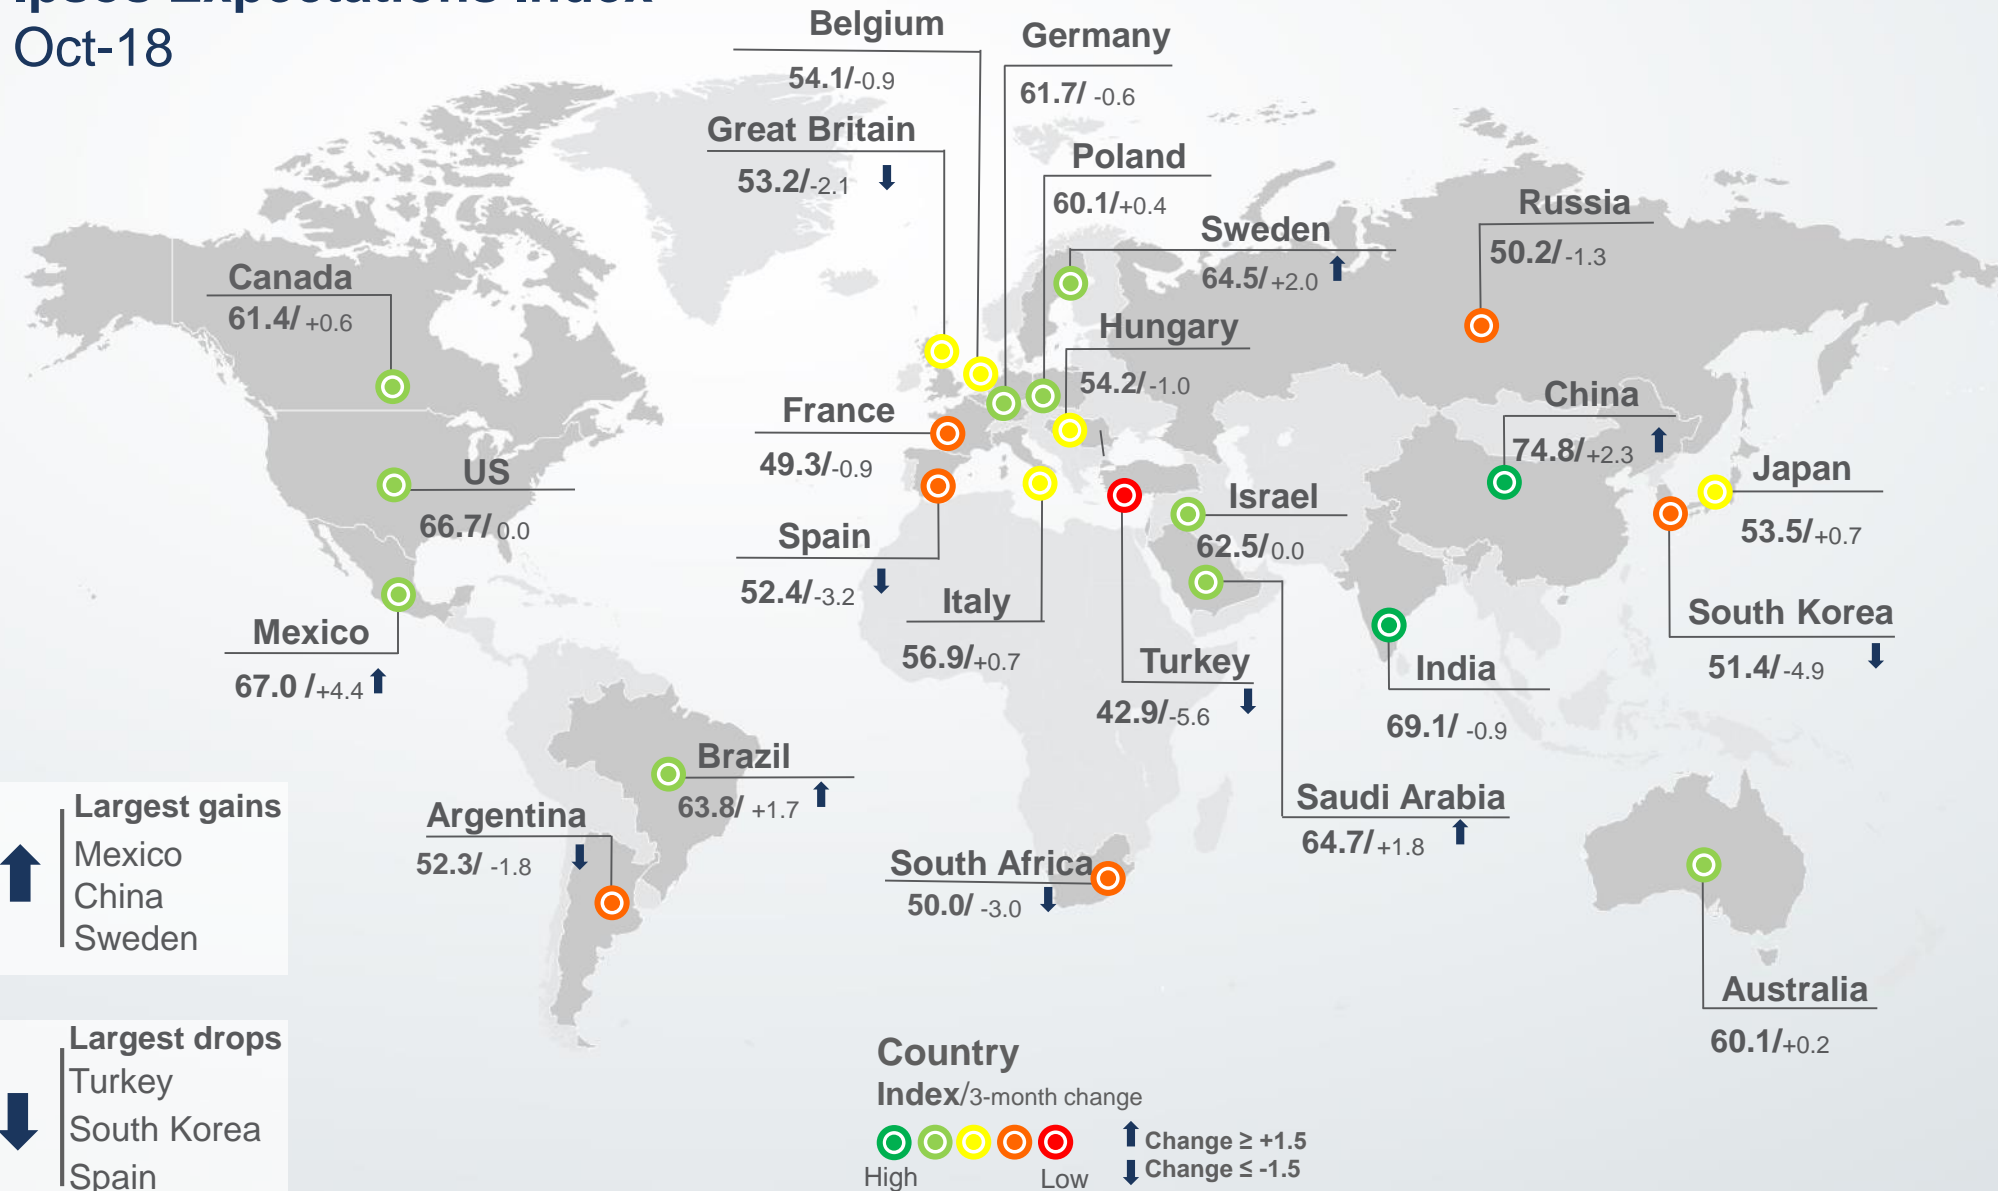 Ipsos Expectations Index
Oct-18
Belgium
54.1/-0.9
Germany
61.7/ -0.6
Great Britain
53.2/-2.1
Poland
60.1/+0.4
Sweden
64.5/+2.0
Russia
50.2/-1.3
Canada
61.4/ +0.6
Hungary
54.2/-1.0
France
49.3/-0.9
China
74.8/+2.3
US
66.7/ 0.0
Japan
53.5/+0.7
Israel
62.5/ 0.0
Spain
52.4/-3.2
Italy
56.9/+0.7
Mexico
67.0 /+4.4
Turkey
42.9/-5.6
India
69.1/ -0.9
South Korea
51.4/-4.9
Brazil
63.8/ +1.7
Argentina
52.3/ -1.8
Saudi Arabia
64.7/+1.8
South Africa
50.0/ -3.0
Australia
60.1/+0.2
Largest gains
Mexico
China
Sweden
Largest drops
Turkey
South Korea
Spain
Country
Index/3-month change
High
Low
Change ≥ +1.5
Change ≤ -1.5